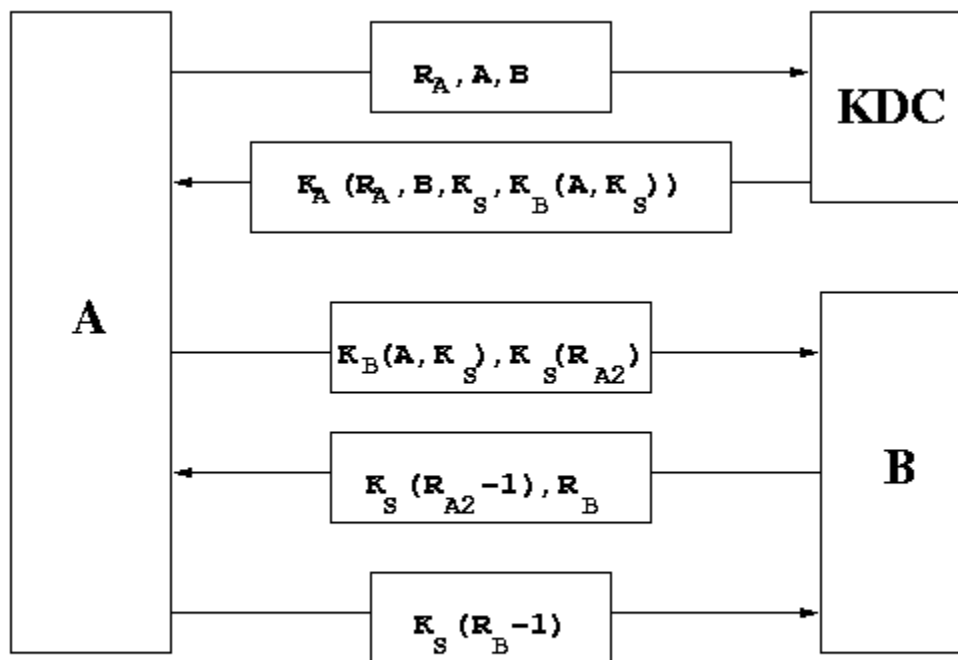 R_A, A, B
KDC
K_A (R_A, B, K_S, K_B (A, K_S))
A
K_B (A, K_S), K_S (R_A2)
K_S (R_A2 -1), R_B
B
K_S (R_B -1)